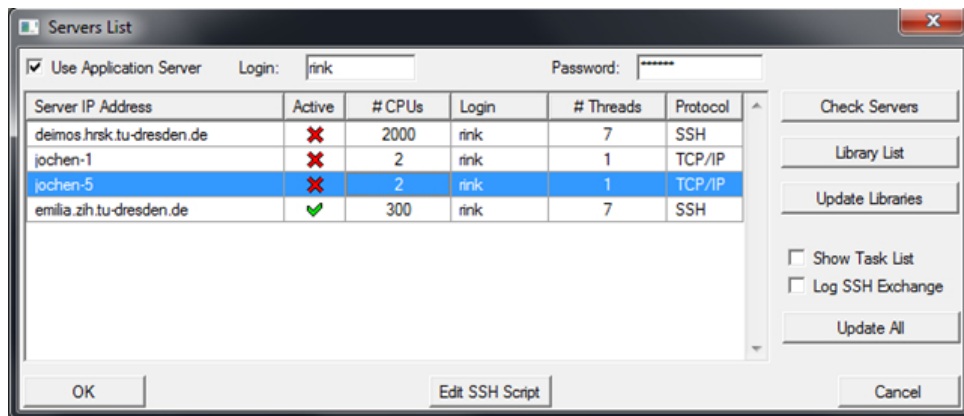 Servers List
Use Application Server Login: rink Password: ******
Server IP Address Active # CPUs Login # Threads Protocol
deimos.hrsk.tu-dresden.de 2000 rink 7 SSH
jochen-1 2 rink 1 TCP/IP
jochen-5 2 rink 1 TCP/IP
emilia.zih.tu-dresden.de 300 rink 7 SSH
Check Servers
Library List
Update Libraries
Show Task List
Log SSH Exchange
Update All
OK Edit SSH Script Cancel